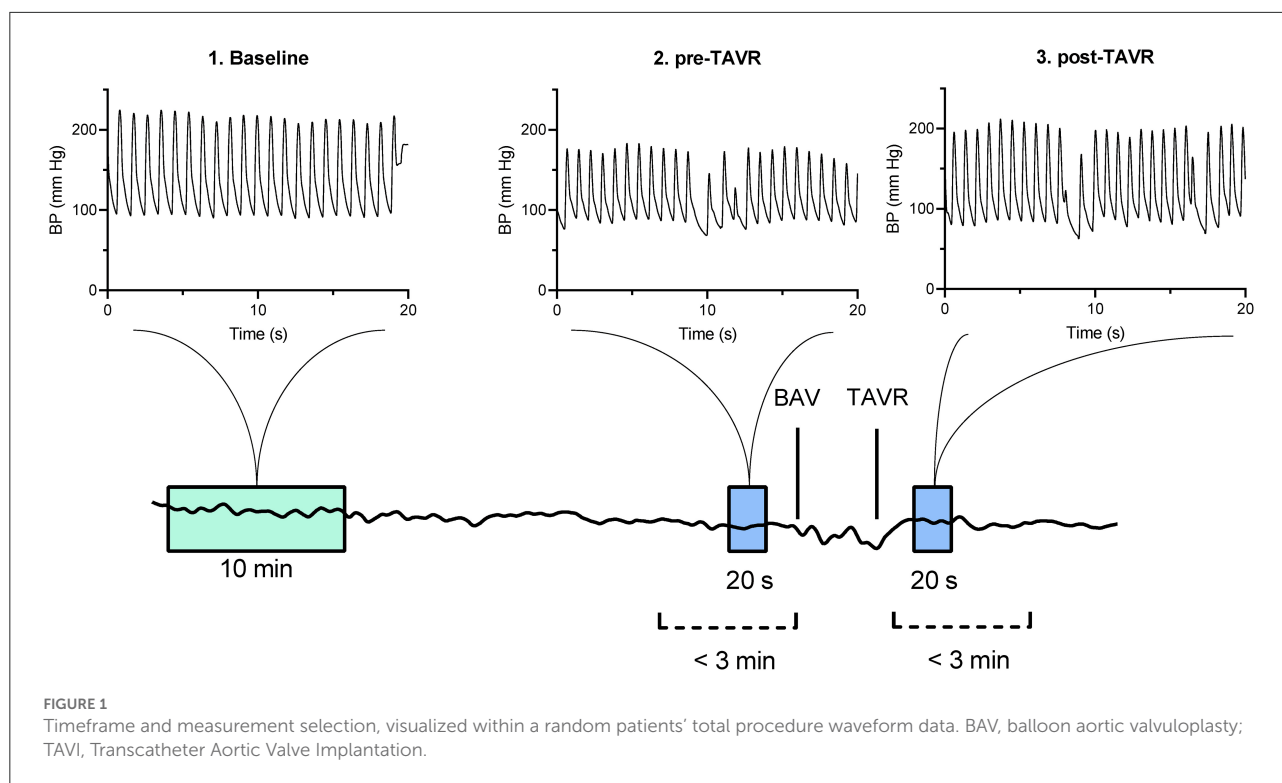 1. Baseline
2. pre-TAVR
3. post-TAVR
BP (mm Hg)
200
100
0
0
10
20
Time (s)
BP (mm Hg)
200
100
0
0
10
20
Time (s)
BP (mm Hg)
200
100
0
0
10
20
Time (s)
BAV
TAVR
10 min
20 s
20 s
< 3 min
< 3 min
FIGURE 1
Timeframe and measurement selection, visualized within a random patients’ total procedure waveform data. BAV, balloon aortic valvuloplasty;
TAVI, Transcatheter Aortic Valve Implantation.